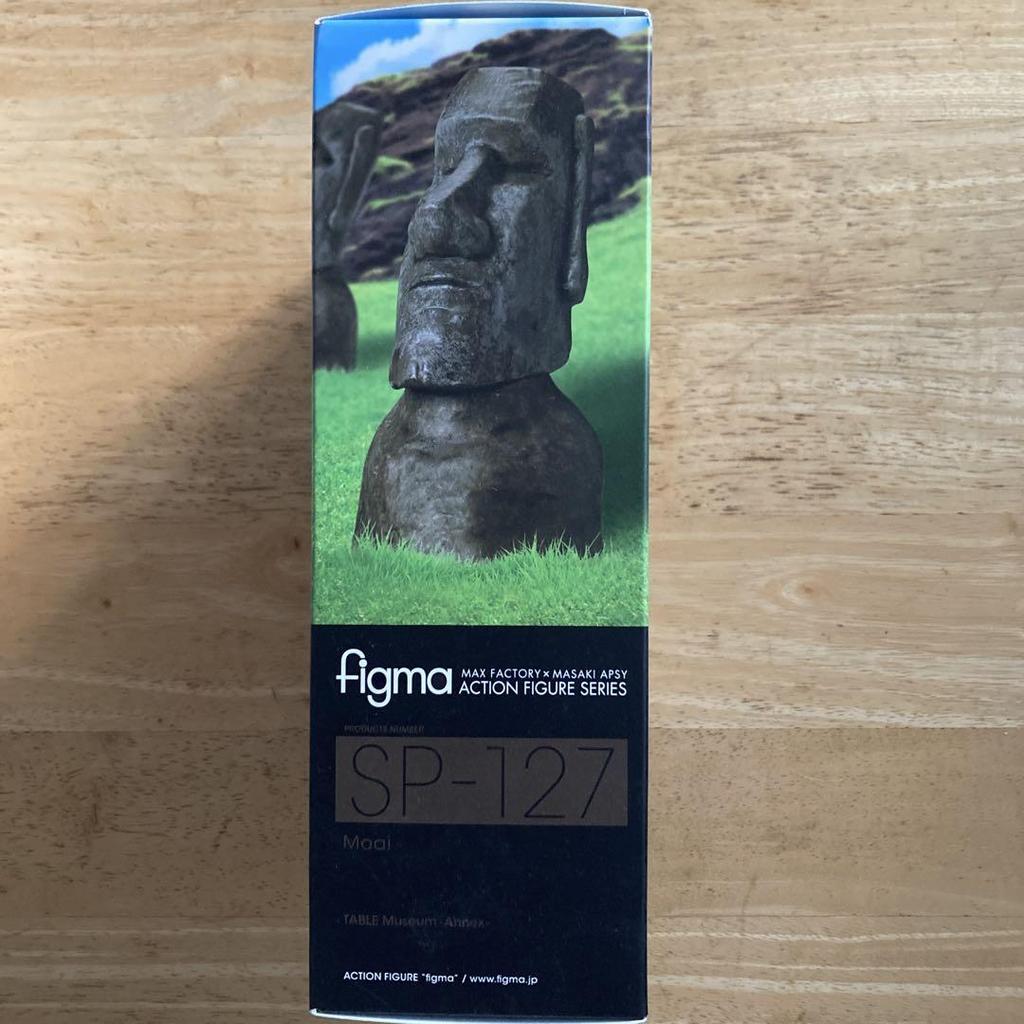 figma
MAX FACTORY × MASAKI APSY
ACTION FIGURE SERIES
PRODUCTS NUMBER
SP-127
Moai
TABLE Museum -Annex-
ACTION FIGURE "figma" / www.figma.jp